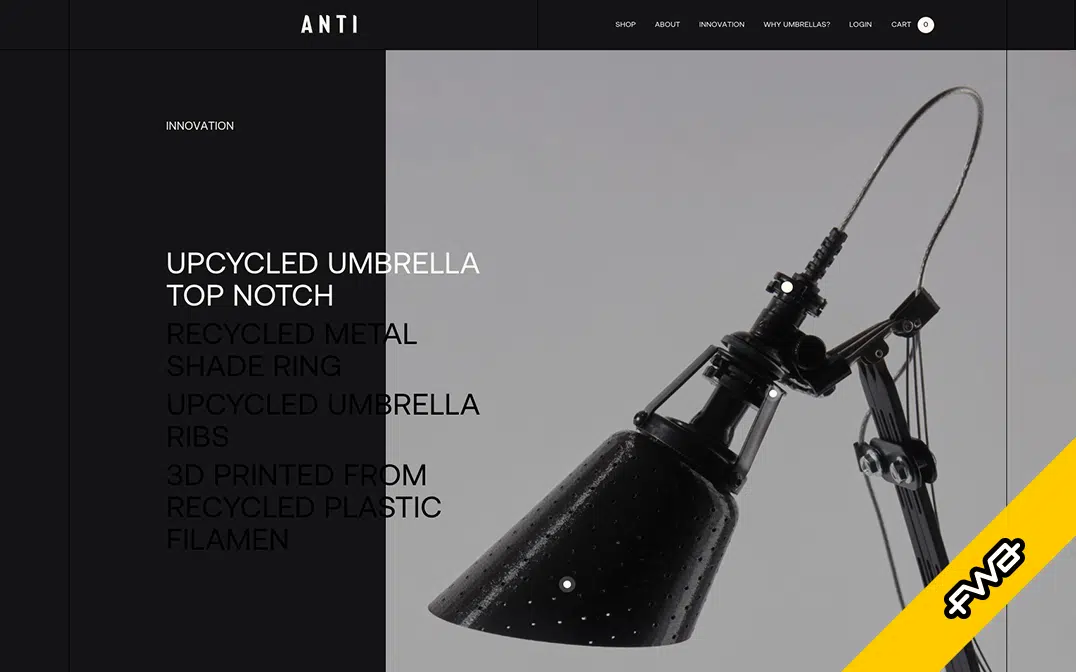 ANTI
SHOP ABOUT INNOVATION WHY UMBRELLAS? LOGIN CART 0
INNOVATION
UPCYCLED UMBRELLA
TOP NOTCH
RECYCLED METAL
SHADE RING
UPCYCLED UMBRELLA
RIBS
3D PRINTED FROM
RECYCLED PLASTIC
FILAMEN
fwa